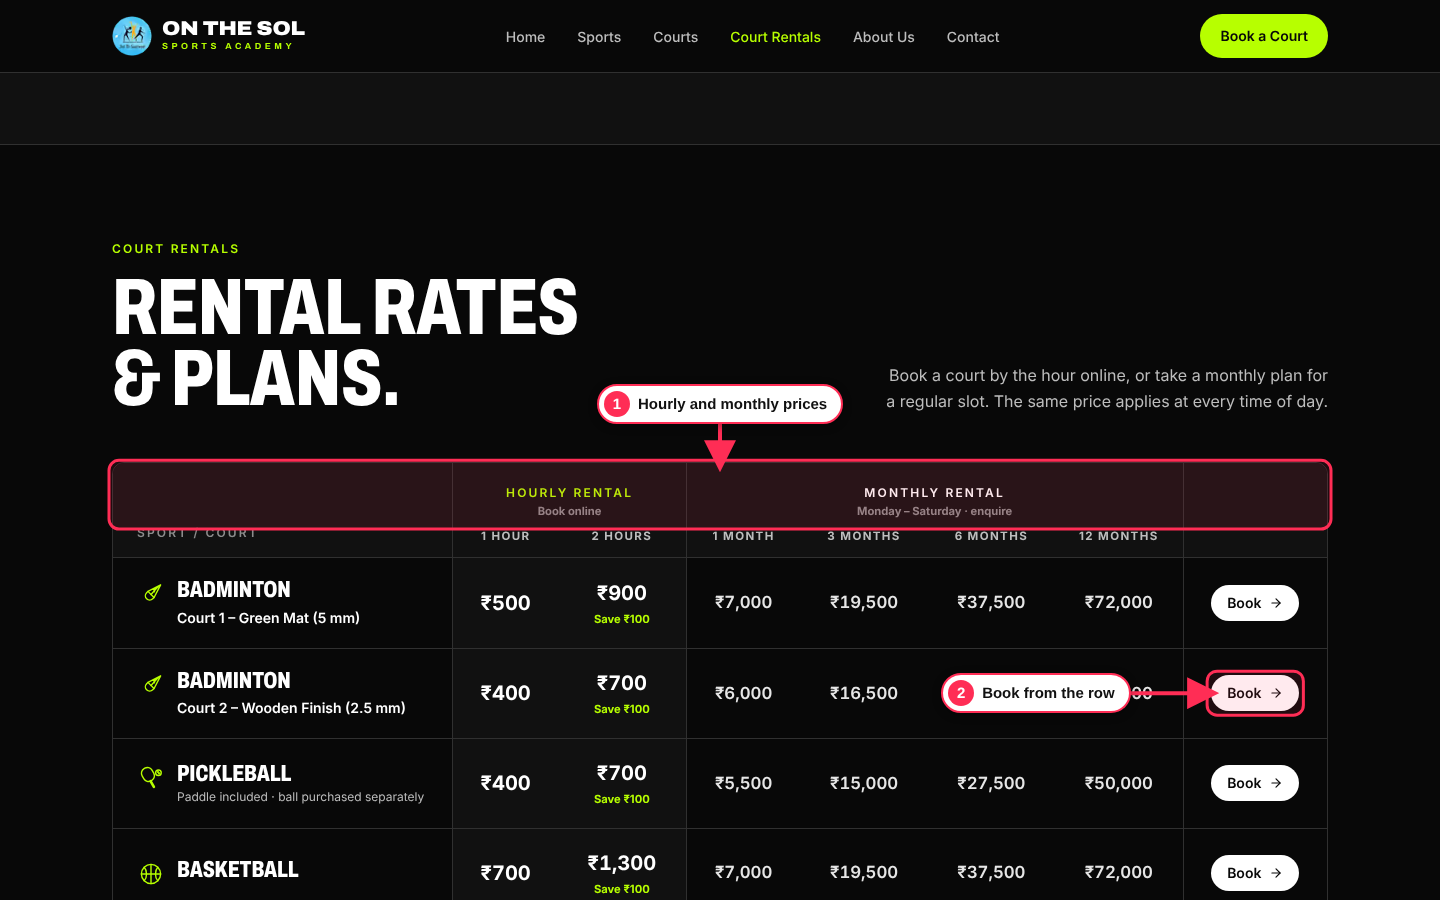 ON THE SOL
SPORTS ACADEMY
Home
Sports
Courts
Court Rentals
About Us
Contact
Book a Court
COURT RENTALS
RENTAL RATES
& PLANS.
Book a court by the hour online, or take a monthly plan for
a regular slot. The same price applies at every time of day.
1 Hourly and monthly prices
HOURLY RENTAL
Book online
MONTHLY RENTAL
Monday – Saturday · enquire
SPORT / COURT
1 HOUR
2 HOURS
1 MONTH
3 MONTHS
6 MONTHS
12 MONTHS
BADMINTON
Court 1 – Green Mat (5 mm)
₹500
₹900
Save ₹100
₹7,000
₹19,500
₹37,500
₹72,000
Book →
BADMINTON
Court 2 – Wooden Finish (2.5 mm)
₹400
₹700
Save ₹100
₹6,000
₹16,500
2 Book from the row
Book →
PICKLEBALL
Paddle included · ball purchased separately
₹400
₹700
Save ₹100
₹5,500
₹15,000
₹27,500
₹50,000
Book →
BASKETBALL
₹700
₹1,300
Save ₹100
₹7,000
₹19,500
₹37,500
₹72,000
Book →